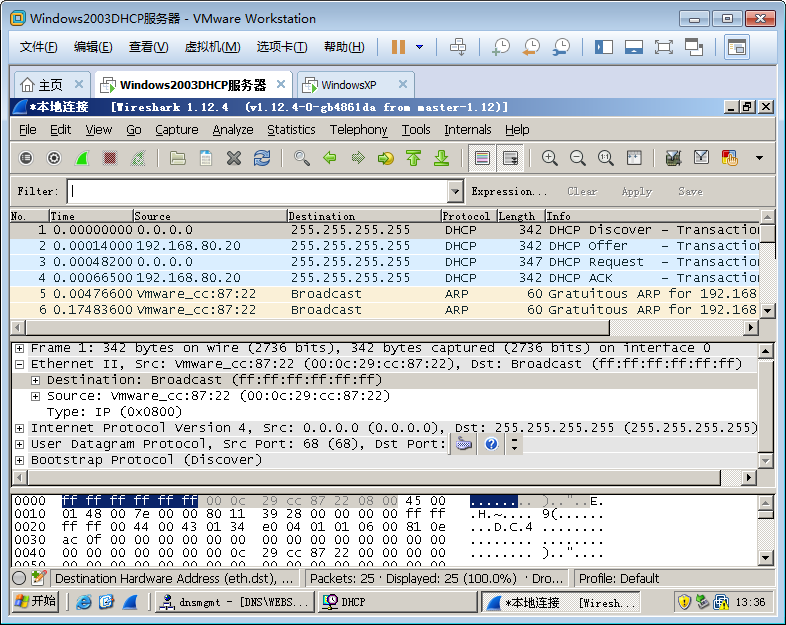 Windows2003DHCP服务器 - VMware Workstation
文件(F) 编辑(E) 查看(V) 虚拟机(M) 选项卡(T) 帮助(H)
主页 Windows2003DHCP服务器 WindowsXP
*本地连接 [Wireshark 1.12.4 (v1.12.4-0-gb4861da from master-1.12)]
File Edit View Go Capture Analyze Statistics Telephony Tools Internals Help
Filter: Expression... Clear Apply Save
No. Time Source Destination Protocol Length Info
1 0.00000000 0.0.0.0 255.255.255.255 DHCP 342 DHCP Discover - Transaction
2 0.00014000 192.168.80.20 255.255.255.255 DHCP 342 DHCP Offer - Transaction
3 0.00048200 0.0.0.0 255.255.255.255 DHCP 347 DHCP Request - Transaction
4 0.00066500 192.168.80.20 255.255.255.255 DHCP 342 DHCP ACK - Transaction
5 0.00476600 Vmware_cc:87:22 Broadcast ARP 60 Gratuitous ARP for 192.168
6 0.17483600 Vmware_cc:87:22 Broadcast ARP 60 Gratuitous ARP for 192.168
Frame 1: 342 bytes on wire (2736 bits), 342 bytes captured (2736 bits) on interface 0
Ethernet II, Src: Vmware_cc:87:22 (00:0c:29:cc:87:22), Dst: Broadcast (ff:ff:ff:ff:ff:ff)
Destination: Broadcast (ff:ff:ff:ff:ff:ff)
Source: Vmware_cc:87:22 (00:0c:29:cc:87:22)
Type: IP (0x0800)
Internet Protocol Version 4, Src: 0.0.0.0 (0.0.0.0), Dst: 255.255.255.255 (255.255.255.255)
User Datagram Protocol, Src Port: 68 (68), Dst Port:
Bootstrap Protocol (Discover)
0000 ff ff ff ff ff ff 00 0c 29 cc 87 22 08 00 45 00 ........ ).."..E.
0010 01 48 00 7e 00 00 80 11 39 28 00 00 00 00 ff ff .H.~.... 9(......
0020 ff ff 00 44 00 43 01 34 e0 04 01 01 06 00 81 0e ...D.C.4 ........
0030 ac 0f 00 00 00 00 00 00 00 00 00 00 00 00 00 00 ........ ........
0040 00 00 00 00 00 00 00 0c 29 cc 87 22 00 00 00 00 ........ ).."....
Destination Hardware Address (eth.dst), ... Packets: 25 · Displayed: 25 (100.0%) · Dro... Profile: Default
开始 dnsmgmt - [DNS\WEBS... DHCP *本地连接 [Wiresh... 13:36